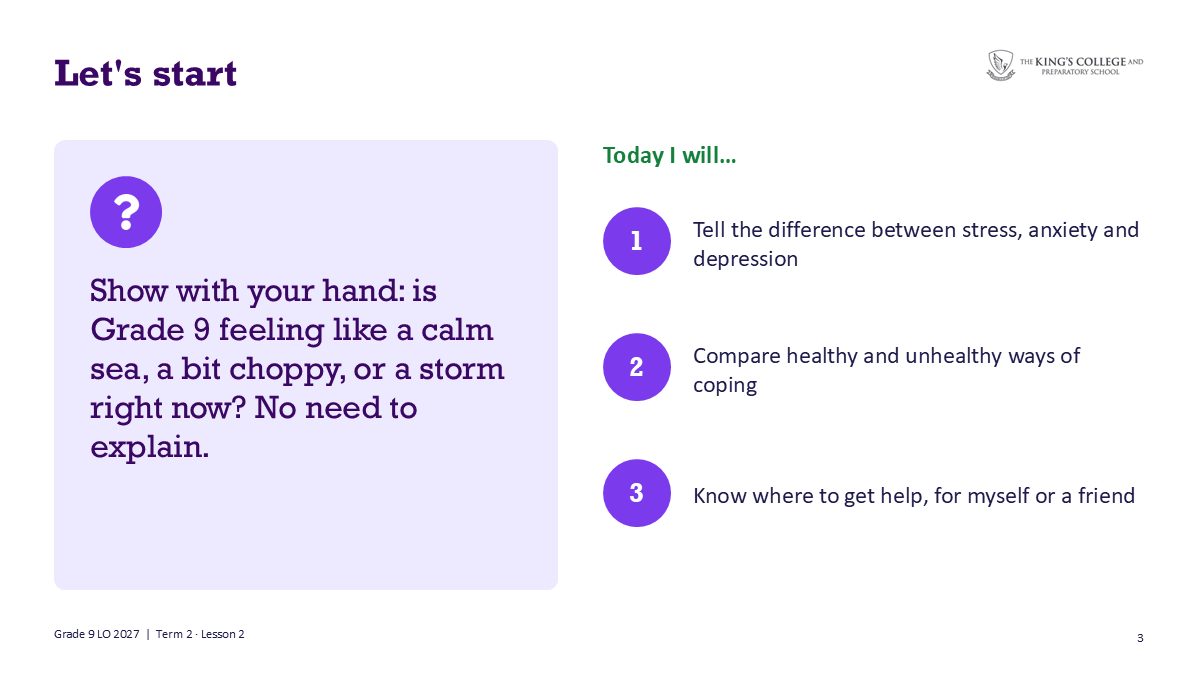 Let's start
THE KING'S COLLEGE AND
PREPARATORY SCHOOL
?
Show with your hand: is
Grade 9 feeling like a calm
sea, a bit choppy, or a storm
right now? No need to
explain.
Today I will...
1
Tell the difference between stress, anxiety and
depression
2
Compare healthy and unhealthy ways of
coping
3
Know where to get help, for myself or a friend
Grade 9 LO 2027 | Term 2 · Lesson 2
3